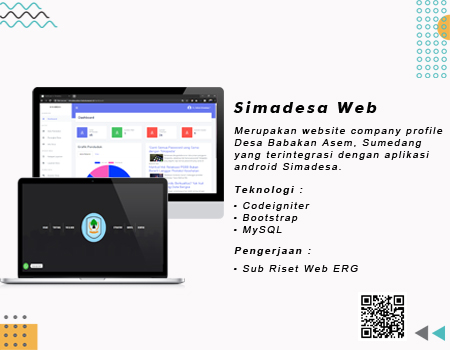 Simadesa Web
Merupakan website company profile
Desa Babakan Asem, Sumedang
yang terintegrasi dengan aplikasi
android Simadesa.
Teknologi :
• Codeigniter
• Bootstrap
• MySQL
Pengerjaan :
• Sub Riset Web ERG
Dashboard